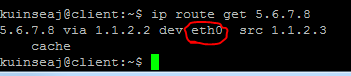 kuinseaj@client:~$ ip route get 5.6.7.8
5.6.7.8 via 1.1.2.2 dev eth0  src 1.1.2.3
    cache
kuinseaj@client:~$